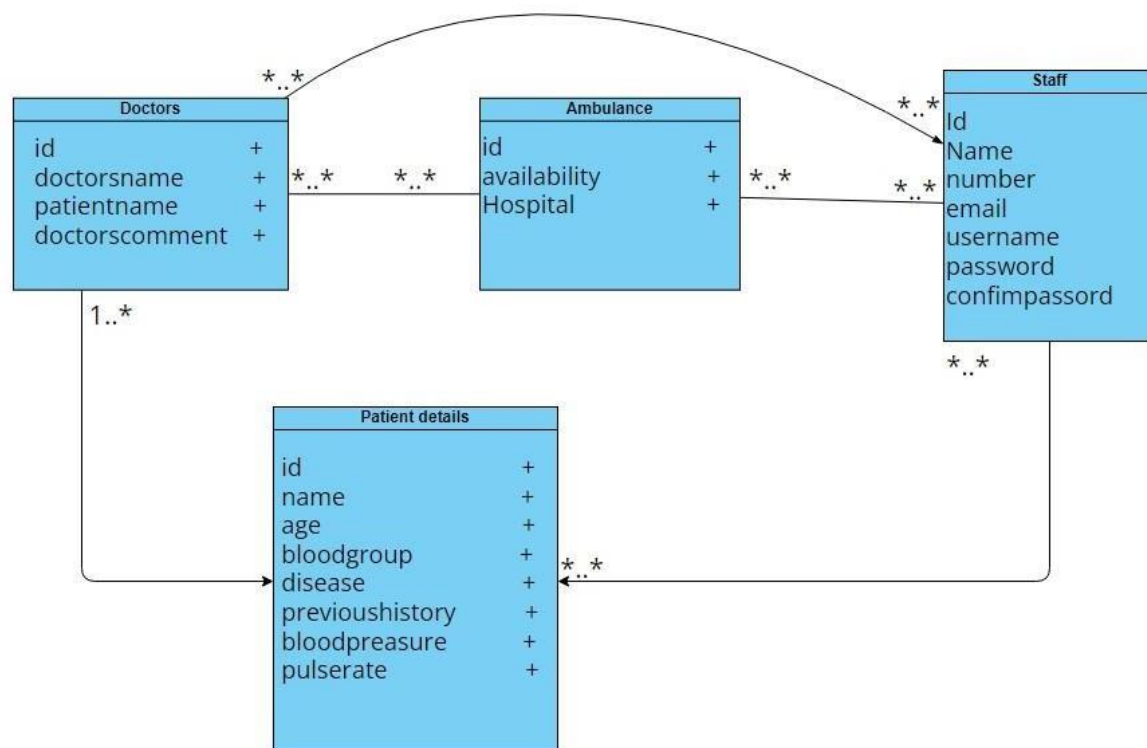 *..*
Doctors
id +
doctorsname +
patientname +
doctorscomment +
*..*
*..*
Ambulance
id +
availability +
Hospital +
*..*
*..*
*..*
Staff
Id
Name
number
email
username
password
confimpassord
1..*
*..*
Patient details
id +
name +
age +
bloodgroup +
disease +
previoushistory +
bloodpreasure +
pulserate +
*..*